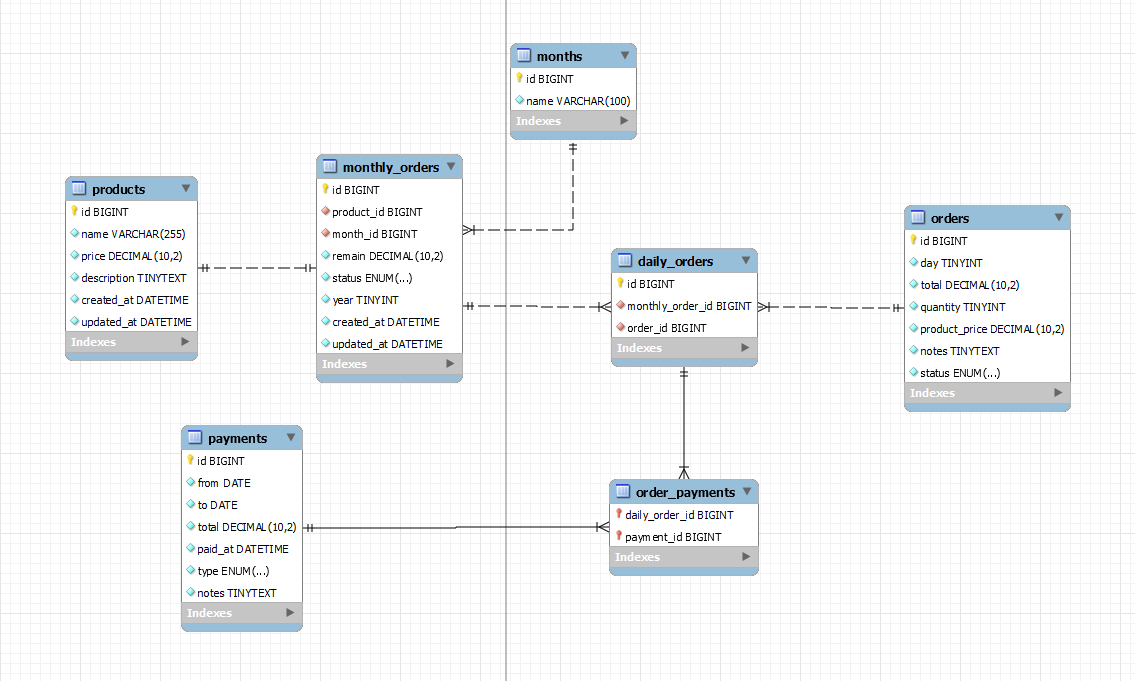 months
id BIGINT
name VARCHAR(100)
Indexes
monthly_orders
id BIGINT
product_id BIGINT
month_id BIGINT
remain DECIMAL(10,2)
status ENUM(...)
year TINYINT
created_at DATETIME
updated_at DATETIME
Indexes
products
id BIGINT
name VARCHAR(255)
price DECIMAL(10,2)
description TINYTEXT
created_at DATETIME
updated_at DATETIME
Indexes
orders
id BIGINT
day TINYINT
total DECIMAL(10,2)
quantity TINYINT
product_price DECIMAL(10,2)
notes TINYTEXT
status ENUM(...)
Indexes
daily_orders
id BIGINT
monthly_order_id BIGINT
order_id BIGINT
Indexes
payments
id BIGINT
from DATE
to DATE
total DECIMAL(10,2)
paid_at DATETIME
type ENUM(...)
notes TINYTEXT
Indexes
order_payments
daily_order_id BIGINT
payment_id BIGINT
Indexes